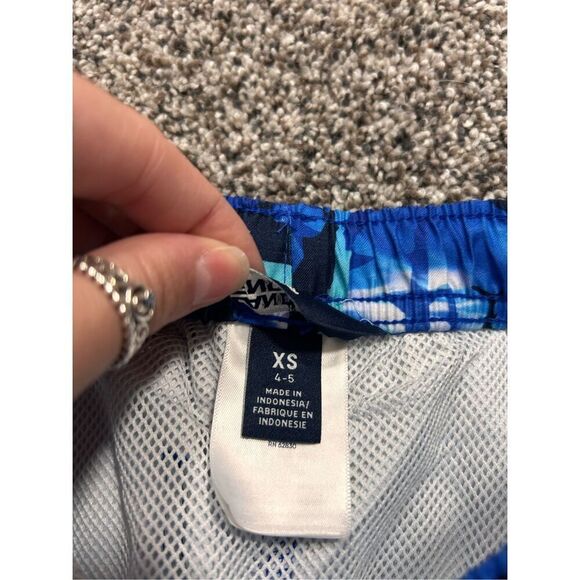 XS
4-5
MADE IN
INDONESIA/
FABRIQUE EN
INDONESIE